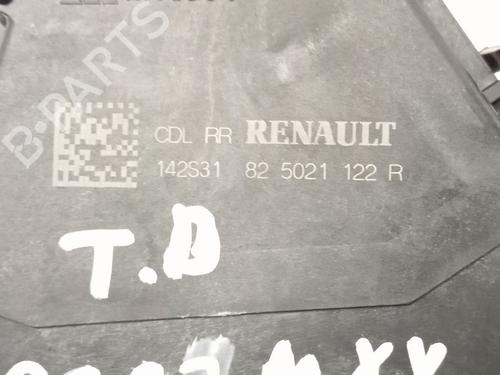 B-PARTS
CDL RR RENAULT
142S31 82 5021 122 R
T.D